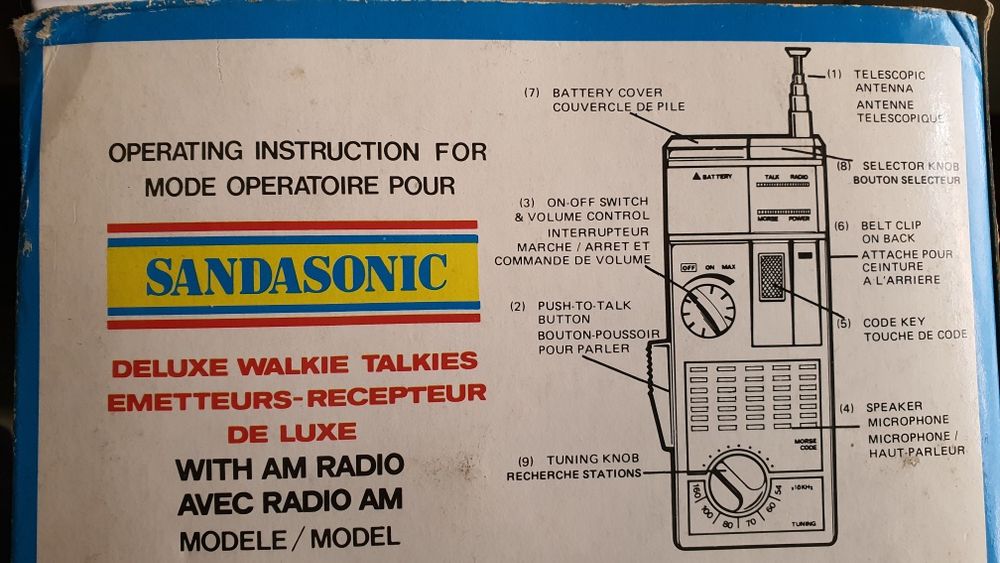 OPERATING INSTRUCTION FOR
MODE OPERATOIRE POUR
SANDASONIC
DELUXE WALKIE TALKIES
EMETTEURS-RECEPTEUR
DE LUXE
WITH AM RADIO
AVEC RADIO AM
MODELE / MODEL
(1) TELESCOPIC
ANTENNA
ANTENNE
TELESCOPIQUE
(7) BATTERY COVER
COUVERCLE DE PILE
(8) SELECTOR KNOB
BOUTON SELECTEUR
(3) ON-OFF SWITCH
& VOLUME CONTROL
INTERRUPTEUR
MARCHE / ARRET ET
COMMANDE DE VOLUME
(6) BELT CLIP
ON BACK
ATTACHE POUR
CEINTURE
A L'ARRIERE
(2) PUSH-TO-TALK
BUTTON
BOUTON-POUSSOIR
POUR PARLER
(5) CODE KEY
TOUCHE DE CODE
(4) SPEAKER
MICROPHONE
MICROPHONE /
HAUT-PARLEUR
(9) TUNING KNOB
RECHERCHE STATIONS
▲ BATTERY
TALK RADIO
MORSE POWER
OFF ON MAX
MORSE
CODE
160 100 80 70 60 54
x10KHz
TUNING